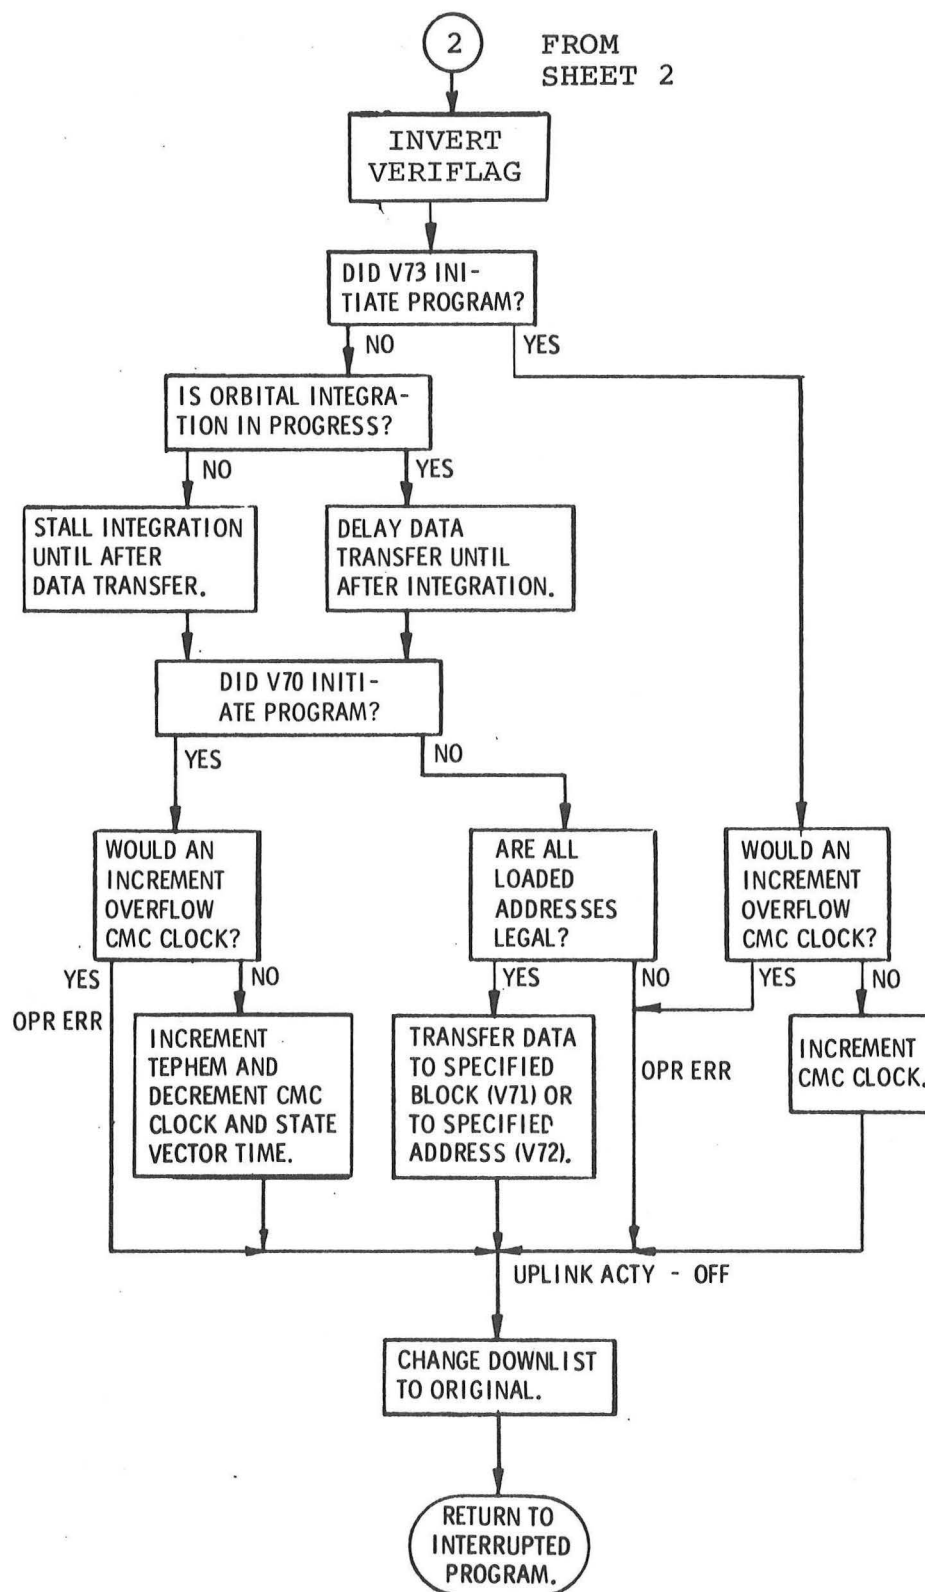 2
FROM
SHEET 2
INVERT
VERIFLAG
DID V73 INI-
TIATE PROGRAM?
NO
YES
IS ORBITAL INTEGRA-
TION IN PROGRESS?
NO
YES
STALL INTEGRATION
UNTIL AFTER
DATA TRANSFER.
DELAY DATA
TRANSFER UNTIL
AFTER INTEGRATION.
DID V70 INITI-
ATE PROGRAM?
YES
NO
WOULD AN
INCREMENT
OVERFLOW
CMC CLOCK?
ARE ALL
LOADED
ADDRESSES
LEGAL?
WOULD AN
INCREMENT
OVERFLOW
CMC CLOCK?
YES
OPR ERR
NO
YES
NO
YES
NO
INCREMENT
TEPHEM AND
DECREMENT CMC
CLOCK AND STATE
VECTOR TIME.
TRANSFER DATA
TO SPECIFIED
BLOCK (V71) OR
TO SPECIFIED
ADDRESS (V72).
OPR ERR
INCREMENT
CMC CLOCK.
UPLINK ACTY - OFF
CHANGE DOWNLIST
TO ORIGINAL.
RETURN TO
INTERRUPTED
PROGRAM.